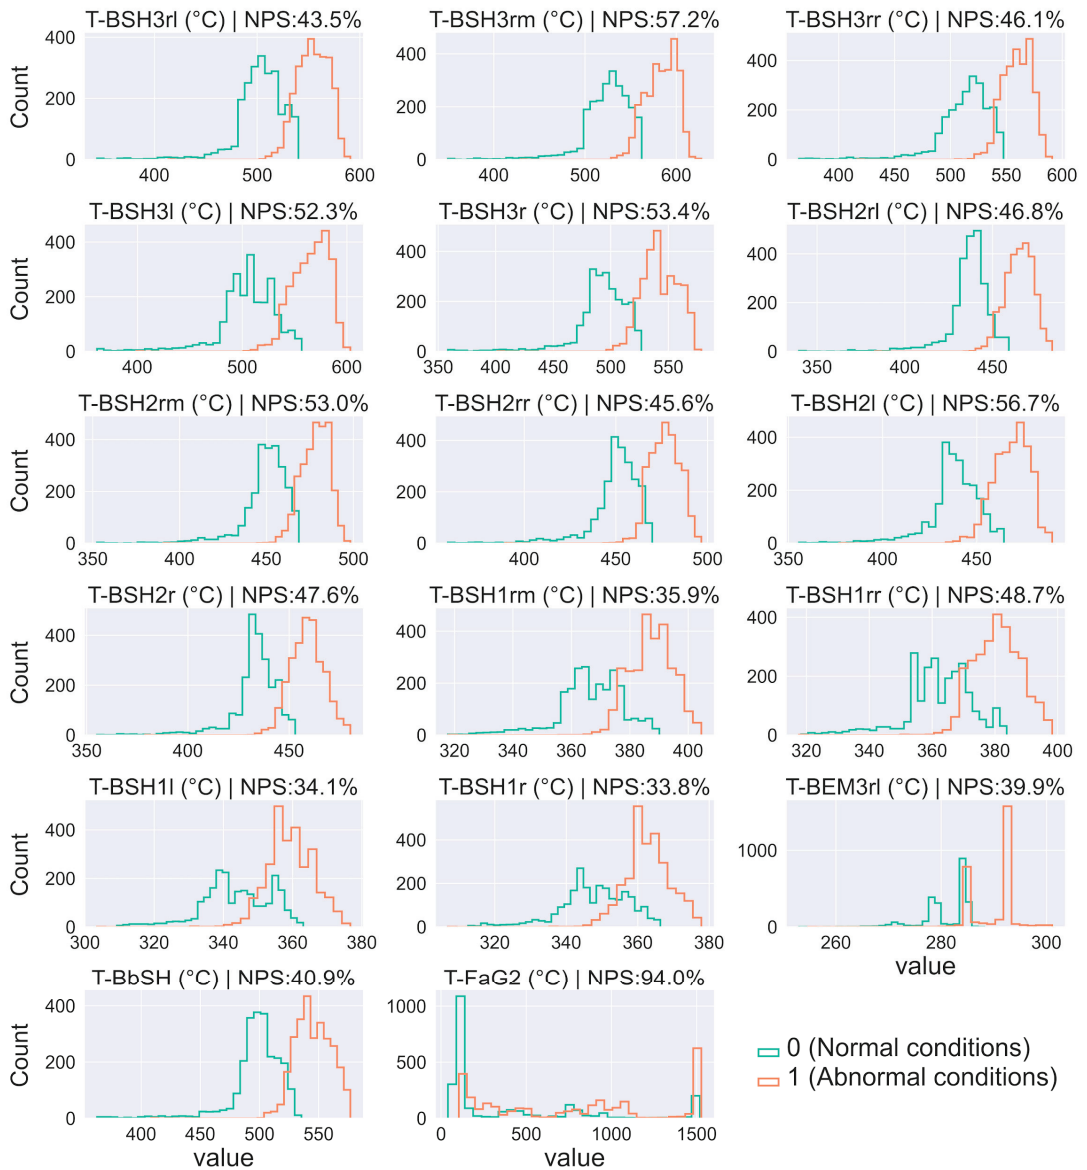 T-BSH3rl (°C) | NPS:43.5%
T-BSH3rm (°C) | NPS:57.2%
T-BSH3rr (°C) | NPS:46.1%
Count
400
200
0
400 500 600
400
200
0
400 500 600
400
200
0
400 450 500 550 600
T-BSH3l (°C) | NPS:52.3%
T-BSH3r (°C) | NPS:53.4%
T-BSH2rl (°C) | NPS:46.8%
Count
400
200
0
400 500 600
400
200
0
350 400 450 500 550
400
200
0
350 400 450
T-BSH2rm (°C) | NPS:53.0%
T-BSH2rr (°C) | NPS:45.6%
T-BSH2l (°C) | NPS:56.7%
Count
400
200
0
350 400 450 500
400
200
0
400 450 500
400
200
0
350 400 450
T-BSH2r (°C) | NPS:47.6%
T-BSH1rm (°C) | NPS:35.9%
T-BSH1rr (°C) | NPS:48.7%
Count
400
200
0
350 400 450
400
200
0
320 340 360 380 400
400
200
0
320 340 360 380 400
T-BSH1l (°C) | NPS:34.1%
T-BSH1r (°C) | NPS:33.8%
T-BEM3rl (°C) | NPS:39.9%
Count
400
200
0
300 320 340 360 380
400
200
0
320 340 360 380
1000
0
260 280 300
value
T-BbSH (°C) | NPS:40.9%
T-FaG2 (°C) | NPS:94.0%
Count
400
200
0
400 450 500 550
value
1000
500
0
0 500 1000 1500
value
0 (Normal conditions)
1 (Abnormal conditions)